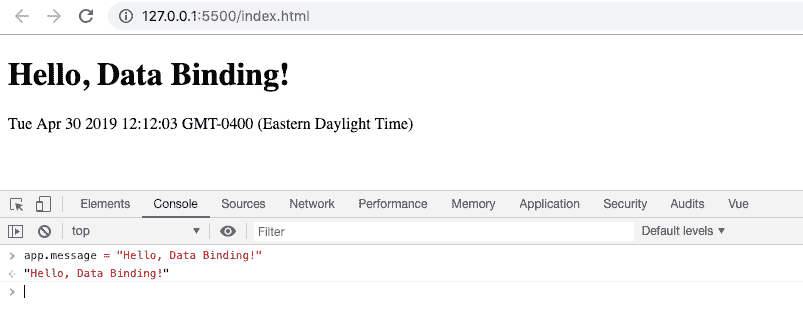 127.0.0.1:5500/index.html
Hello, Data Binding!
Tue Apr 30 2019 12:12:03 GMT-0400 (Eastern Daylight Time)
Elements Console Sources Network Performance Memory Application Security Audits Vue
top Filter Default levels
app.message = "Hello, Data Binding!"
"Hello, Data Binding!"